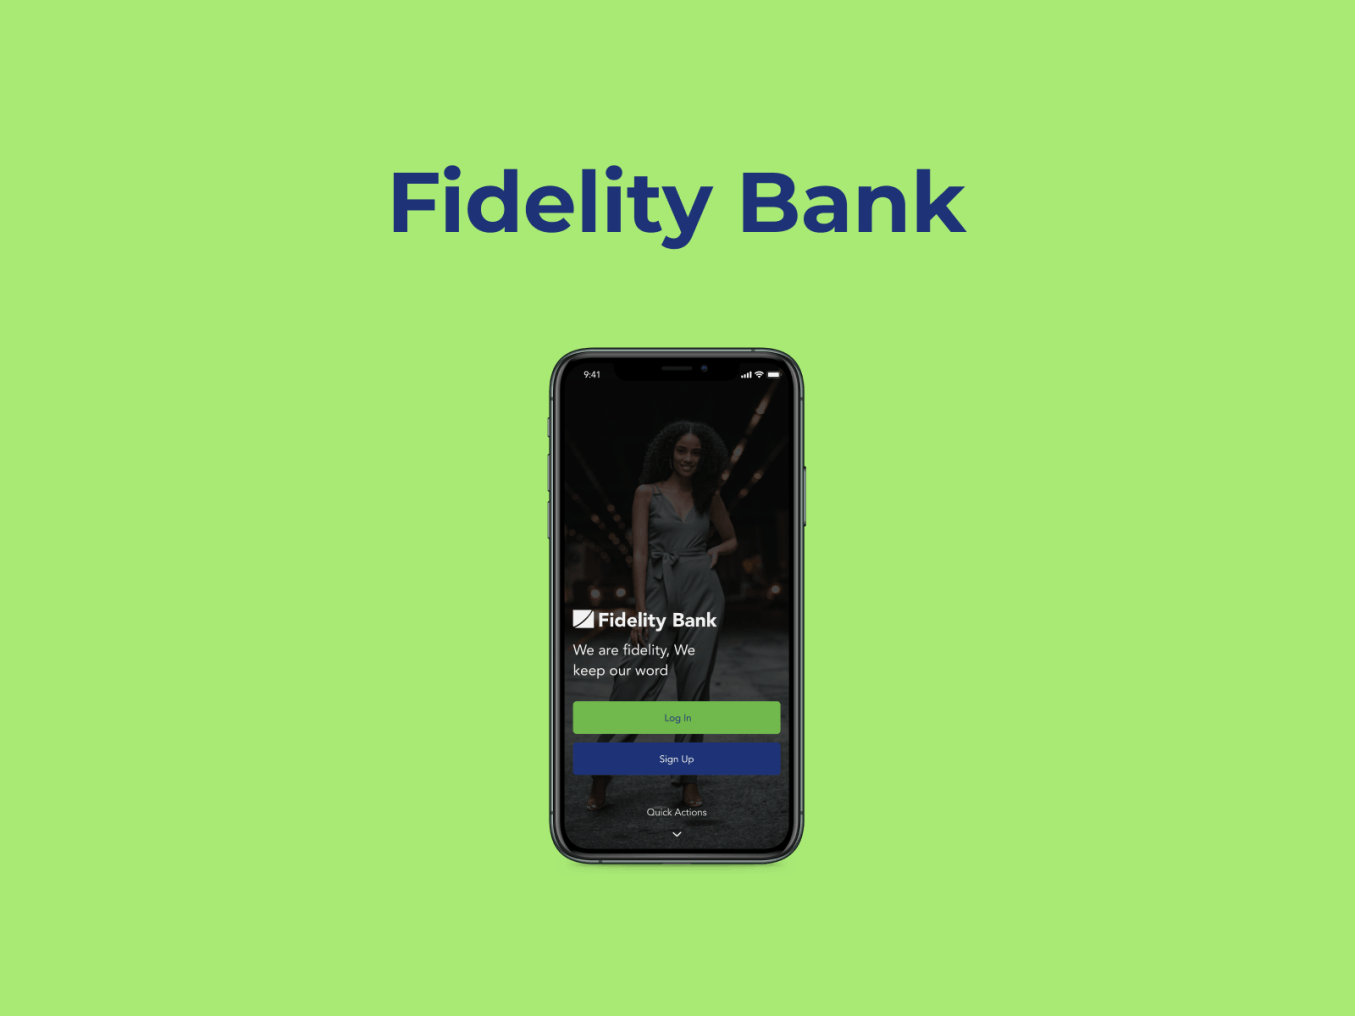 Fidelity Bank
9:41
Fidelity Bank
We are fidelity, We
keep our word
Log In
Sign Up
Quick Actions